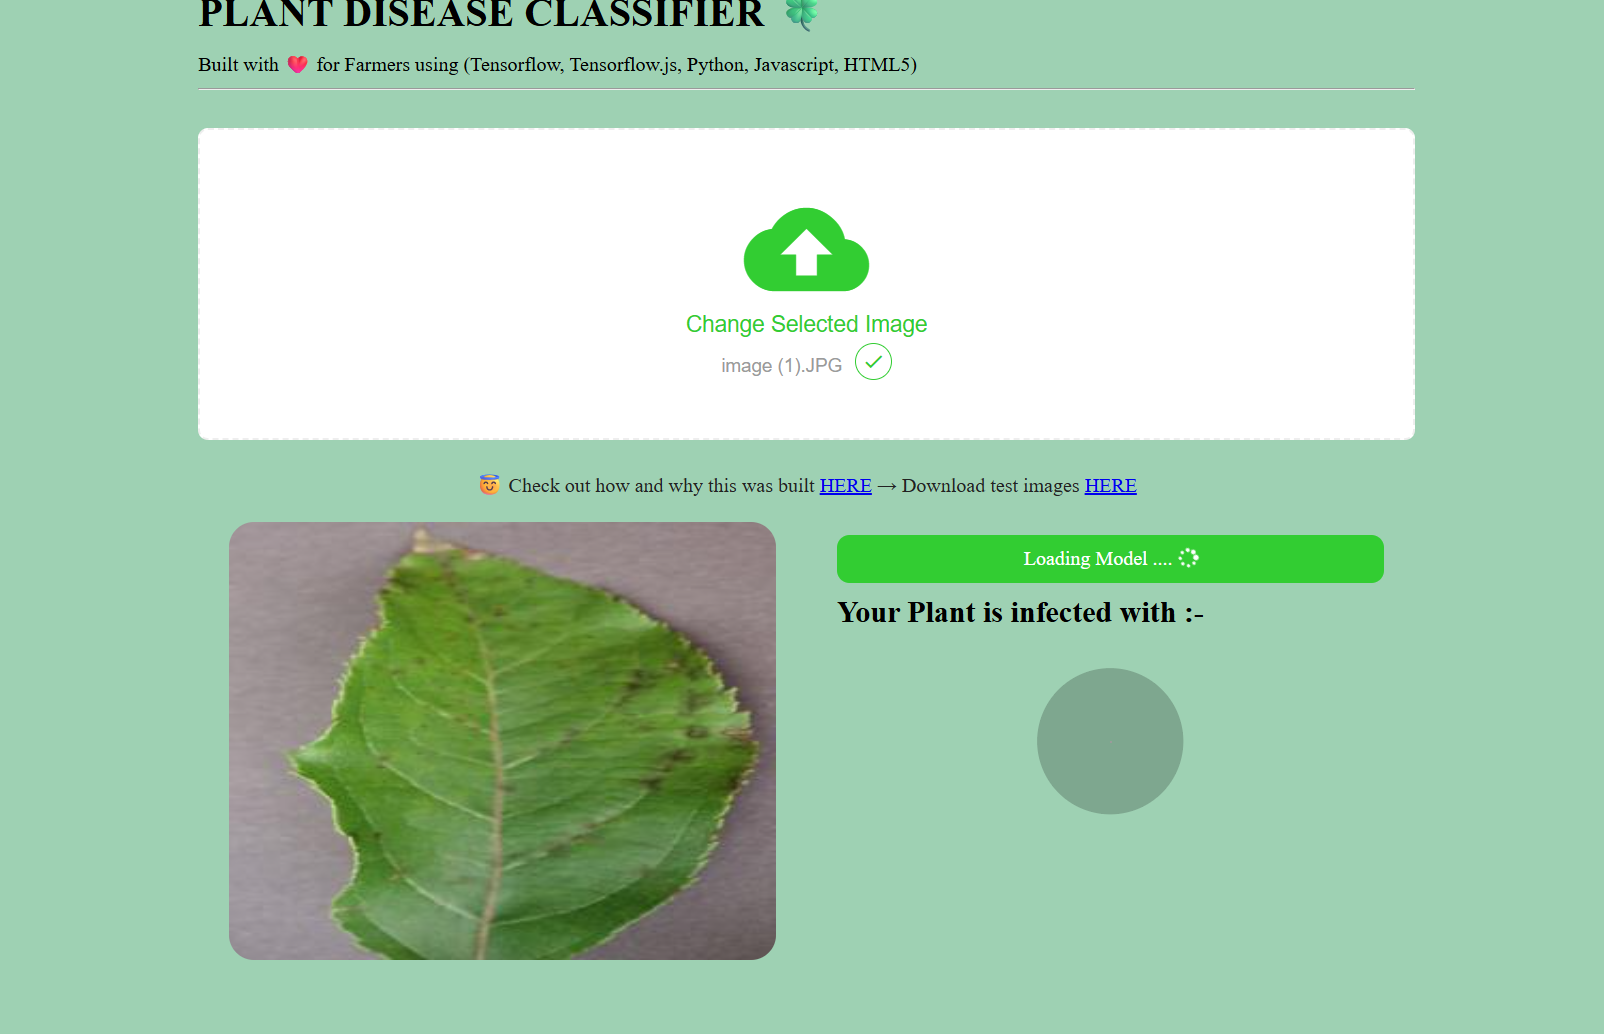 PLANT DISEASE CLASSIFIER 🍀
Built with ❤️ for Farmers using (Tensorflow, Tensorflow.js, Python, Javascript, HTML5)
Change Selected Image
image (1).JPG
😇 Check out how and why this was built HERE → Download test images HERE
Loading Model ....
Your Plant is infected with :-